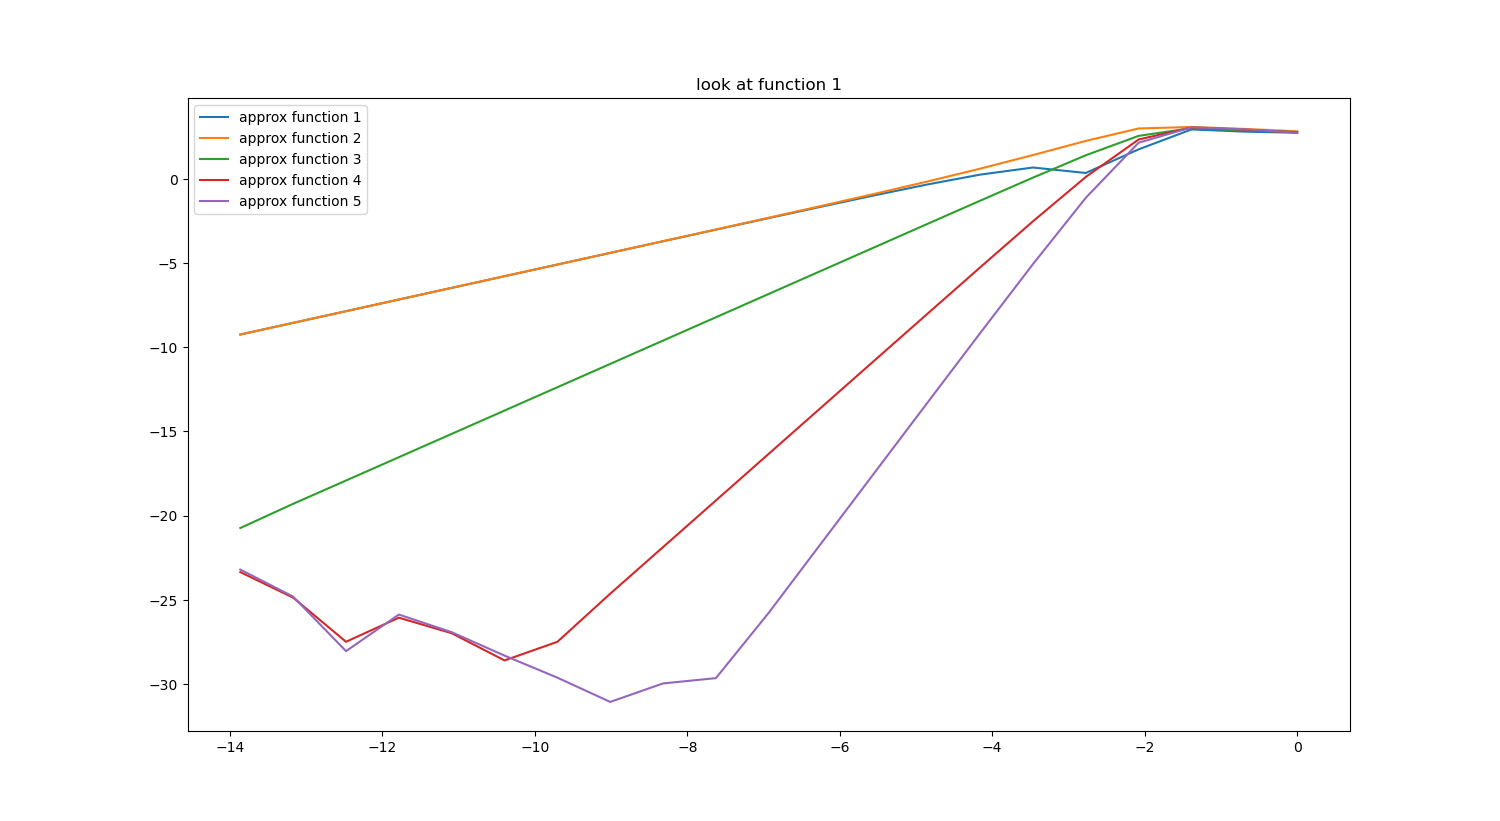 look at function 1
approx function 1
approx function 2
approx function 3
approx function 4
approx function 5
0
−5
−10
−15
−20
−25
−30
−14 −12 −10 −8 −6 −4 −2 0